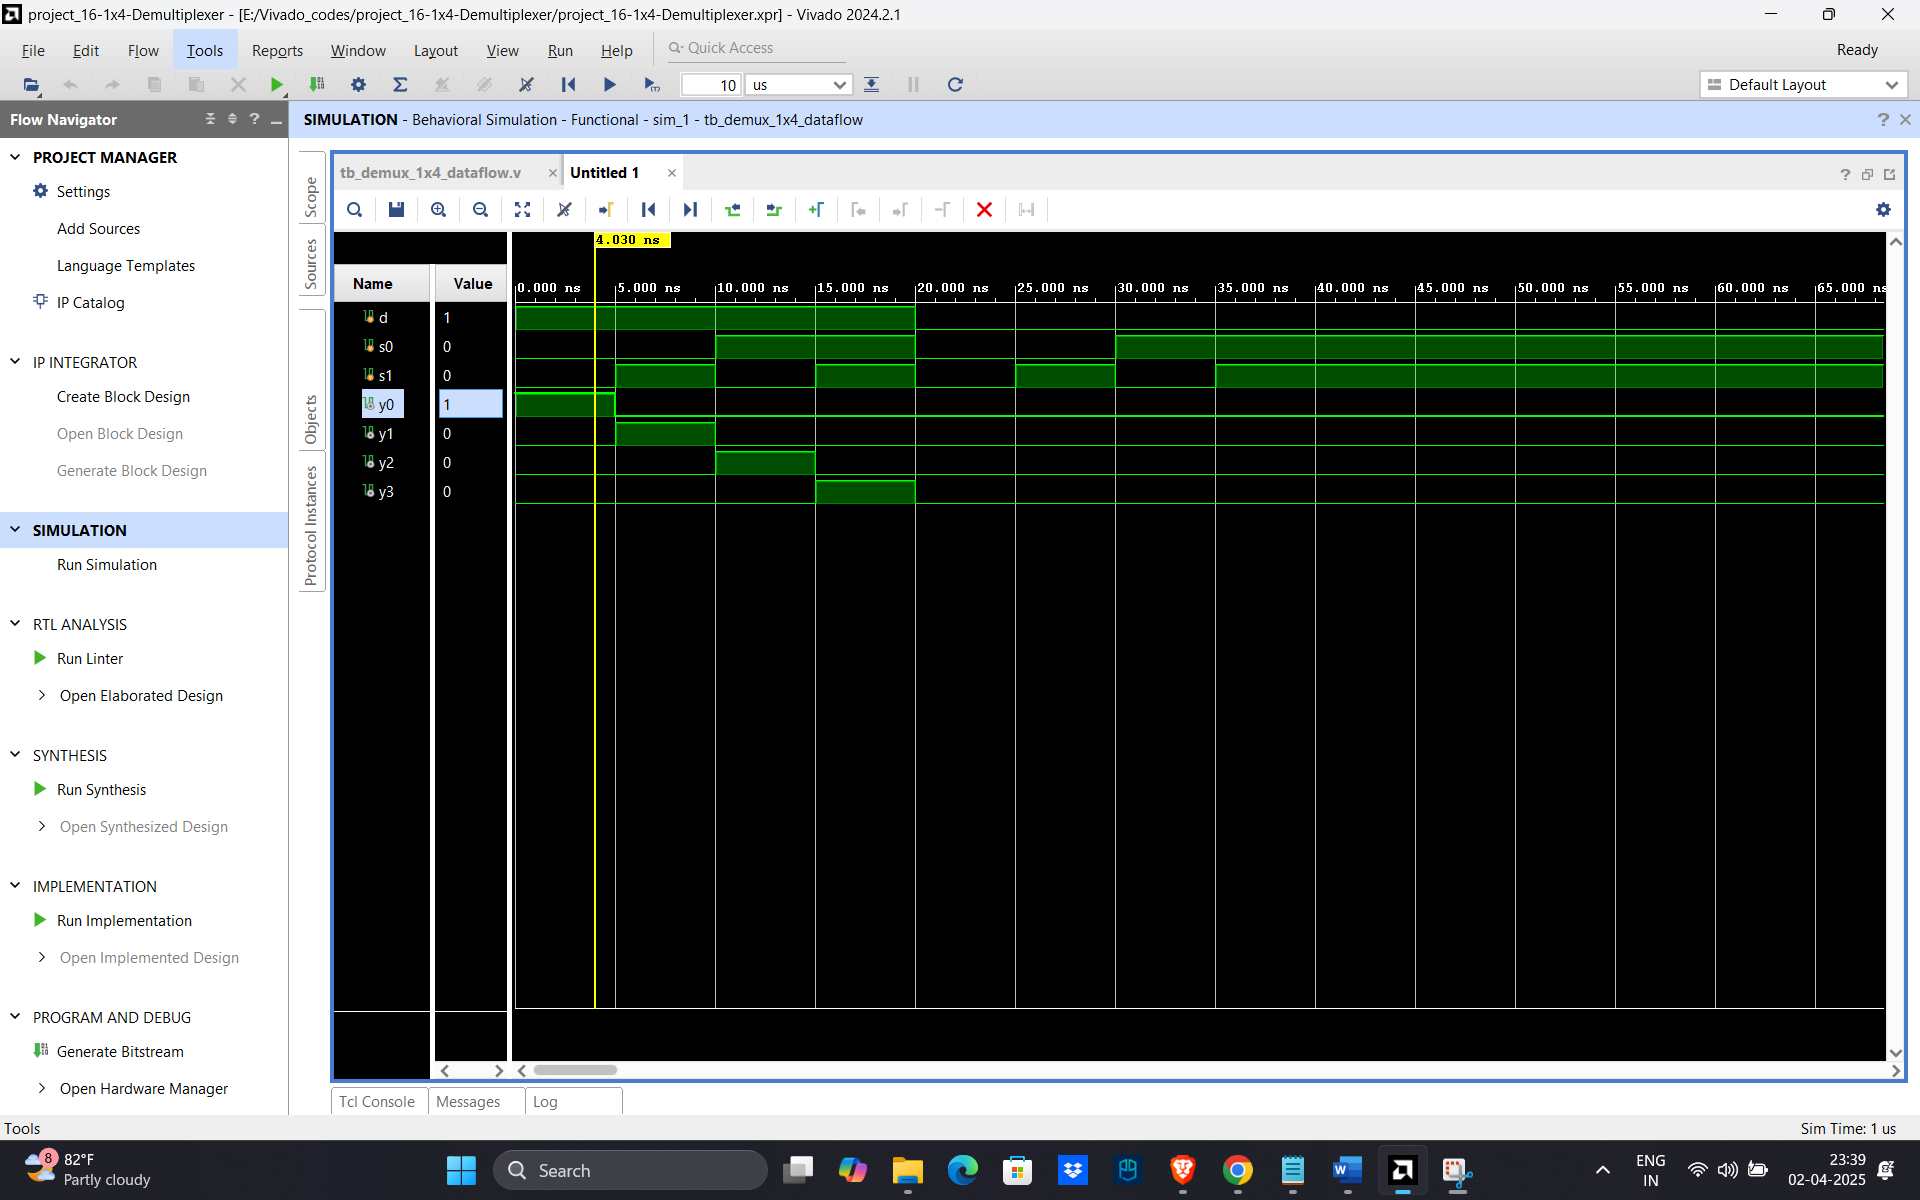 project_16-1x4-Demultiplexer - [E:/Vivado_codes/project_16-1x4-Demultiplexer/project_16-1x4-Demultiplexer.xpr] - Vivado 2024.2.1
File Edit Flow Tools Reports Window Layout View Run Help Quick Access Ready
10 us Default Layout
Flow Navigator
PROJECT MANAGER
Settings
Add Sources
Language Templates
IP Catalog
IP INTEGRATOR
Create Block Design
Open Block Design
Generate Block Design
SIMULATION
Run Simulation
RTL ANALYSIS
Run Linter
Open Elaborated Design
SYNTHESIS
Run Synthesis
Open Synthesized Design
IMPLEMENTATION
Run Implementation
Open Implemented Design
PROGRAM AND DEBUG
Generate Bitstream
Open Hardware Manager
SIMULATION - Behavioral Simulation - Functional - sim_1 - tb_demux_1x4_dataflow
Scope
Sources
Objects
Protocol Instances
tb_demux_1x4_dataflow.v Untitled 1
4.030 ns
Name Value
0.000 ns 5.000 ns 10.000 ns 15.000 ns 20.000 ns 25.000 ns 30.000 ns 35.000 ns 40.000 ns 45.000 ns 50.000 ns 55.000 ns 60.000 ns 65.000 ns
d 1
s0 0
s1 0
y0 1
y1 0
y2 0
y3 0
Tcl Console Messages Log
Tools Sim Time: 1 us
8
82°F
Partly cloudy
Search
ENG
IN
23:39
02-04-2025